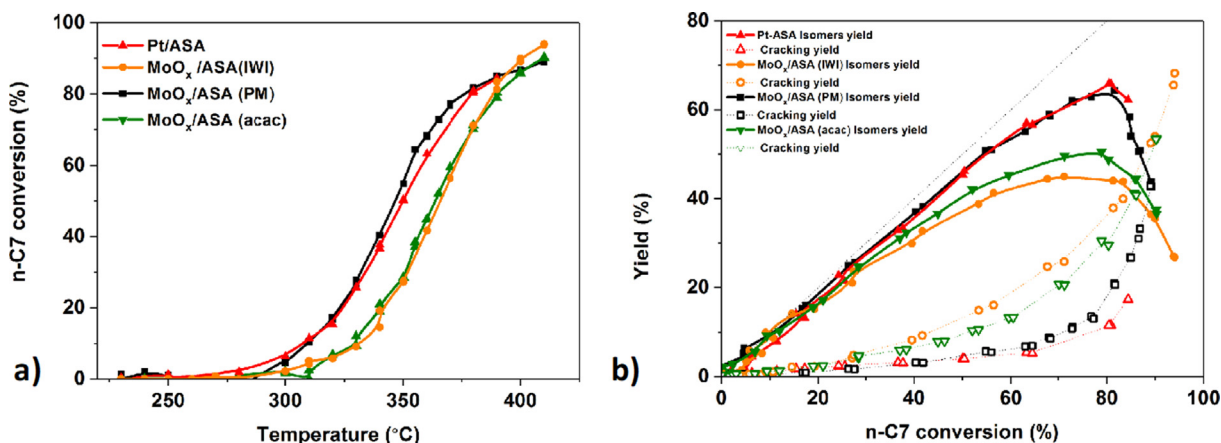 100
80
60
40
20
0
n-C7 conversion (%)
Pt/ASA
MoOx/ASA(IWI)
MoOx/ASA (PM)
MoOx/ASA (acac)
250
300
350
400
Temperature (°C)
a)
80
60
40
20
0
Yield (%)
Pt-ASA Isomers yield
Cracking yield
MoOx/ASA (IWI) Isomers yield
Cracking yield
MoOx/ASA (PM) Isomers yield
Cracking yield
MoOx/ASA (acac) Isomers yield
Cracking yield
0
20
40
60
80
100
n-C7 conversion (%)
b)